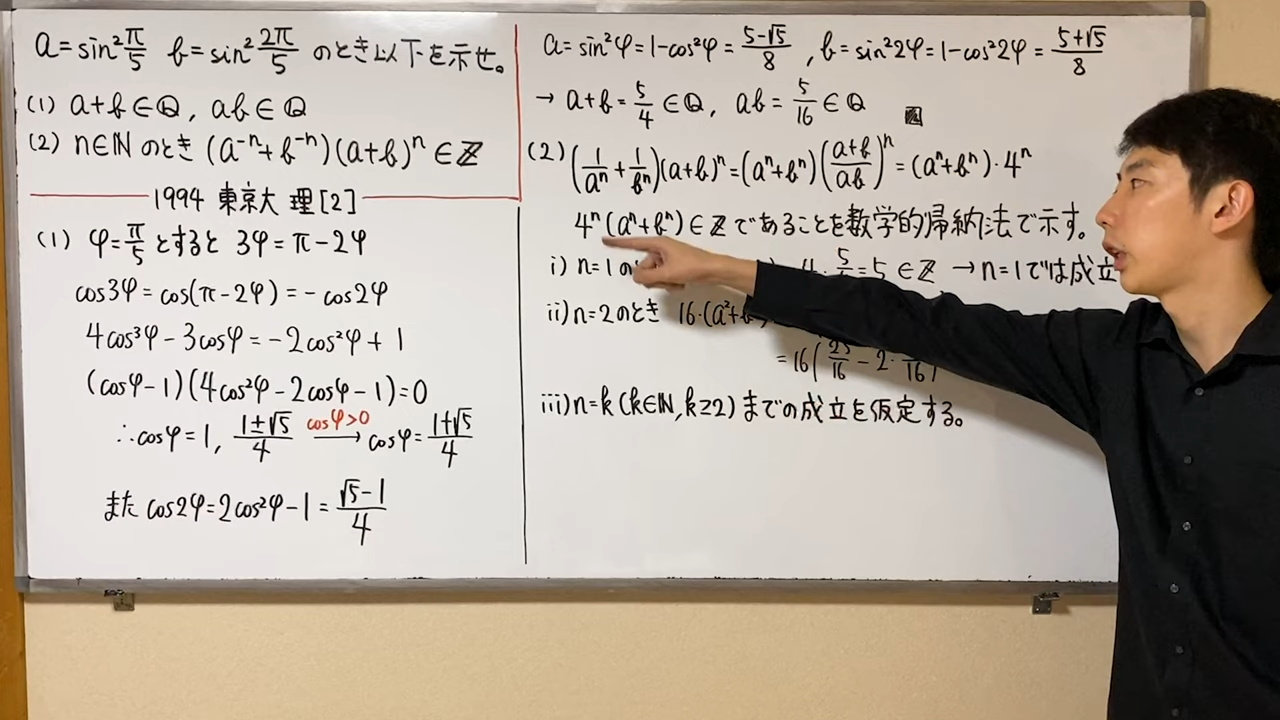 a=sin²π/5 b=sin²2π/5 のとき以下を示せ。
(1) a+b∈ℚ, ab∈ℚ
(2) n∈ℕのとき (a⁻ⁿ+b⁻ⁿ)(a+b)ⁿ∈ℤ
1994 東京大 理[2]
(1) φ=π/5 とすると 3φ=π-2φ
cos3φ=cos(π-2φ)=-cos2φ
4cos³φ-3cosφ=-2cos²φ+1
(cosφ-1)(4cos²φ-2cosφ-1)=0
∴cosφ=1, (1±√5)/4 cosφ>0 → cosφ=(1+√5)/4
また cos2φ=2cos²φ-1=(√5-1)/4
a=sin²φ=1-cos²φ=(5-√5)/8, b=sin²2φ=1-cos²2φ=(5+√5)/8
→ a+b=5/4∈ℚ, ab=5/16∈ℚ
(2) (1/aⁿ+1/bⁿ)(a+b)ⁿ=(aⁿ+bⁿ)((a+b)/ab)ⁿ=(aⁿ+bⁿ)·4ⁿ
4ⁿ(aⁿ+bⁿ)∈ℤであることを数学的帰納法で示す。
i) n=1の 4·5/4=5∈ℤ →n=1では成立
ii) n=2のとき 16·(a²+b²)
=16(25/16-2· /16)
iii) n=k(k∈ℕ,k≥2)までの成立を仮定する。